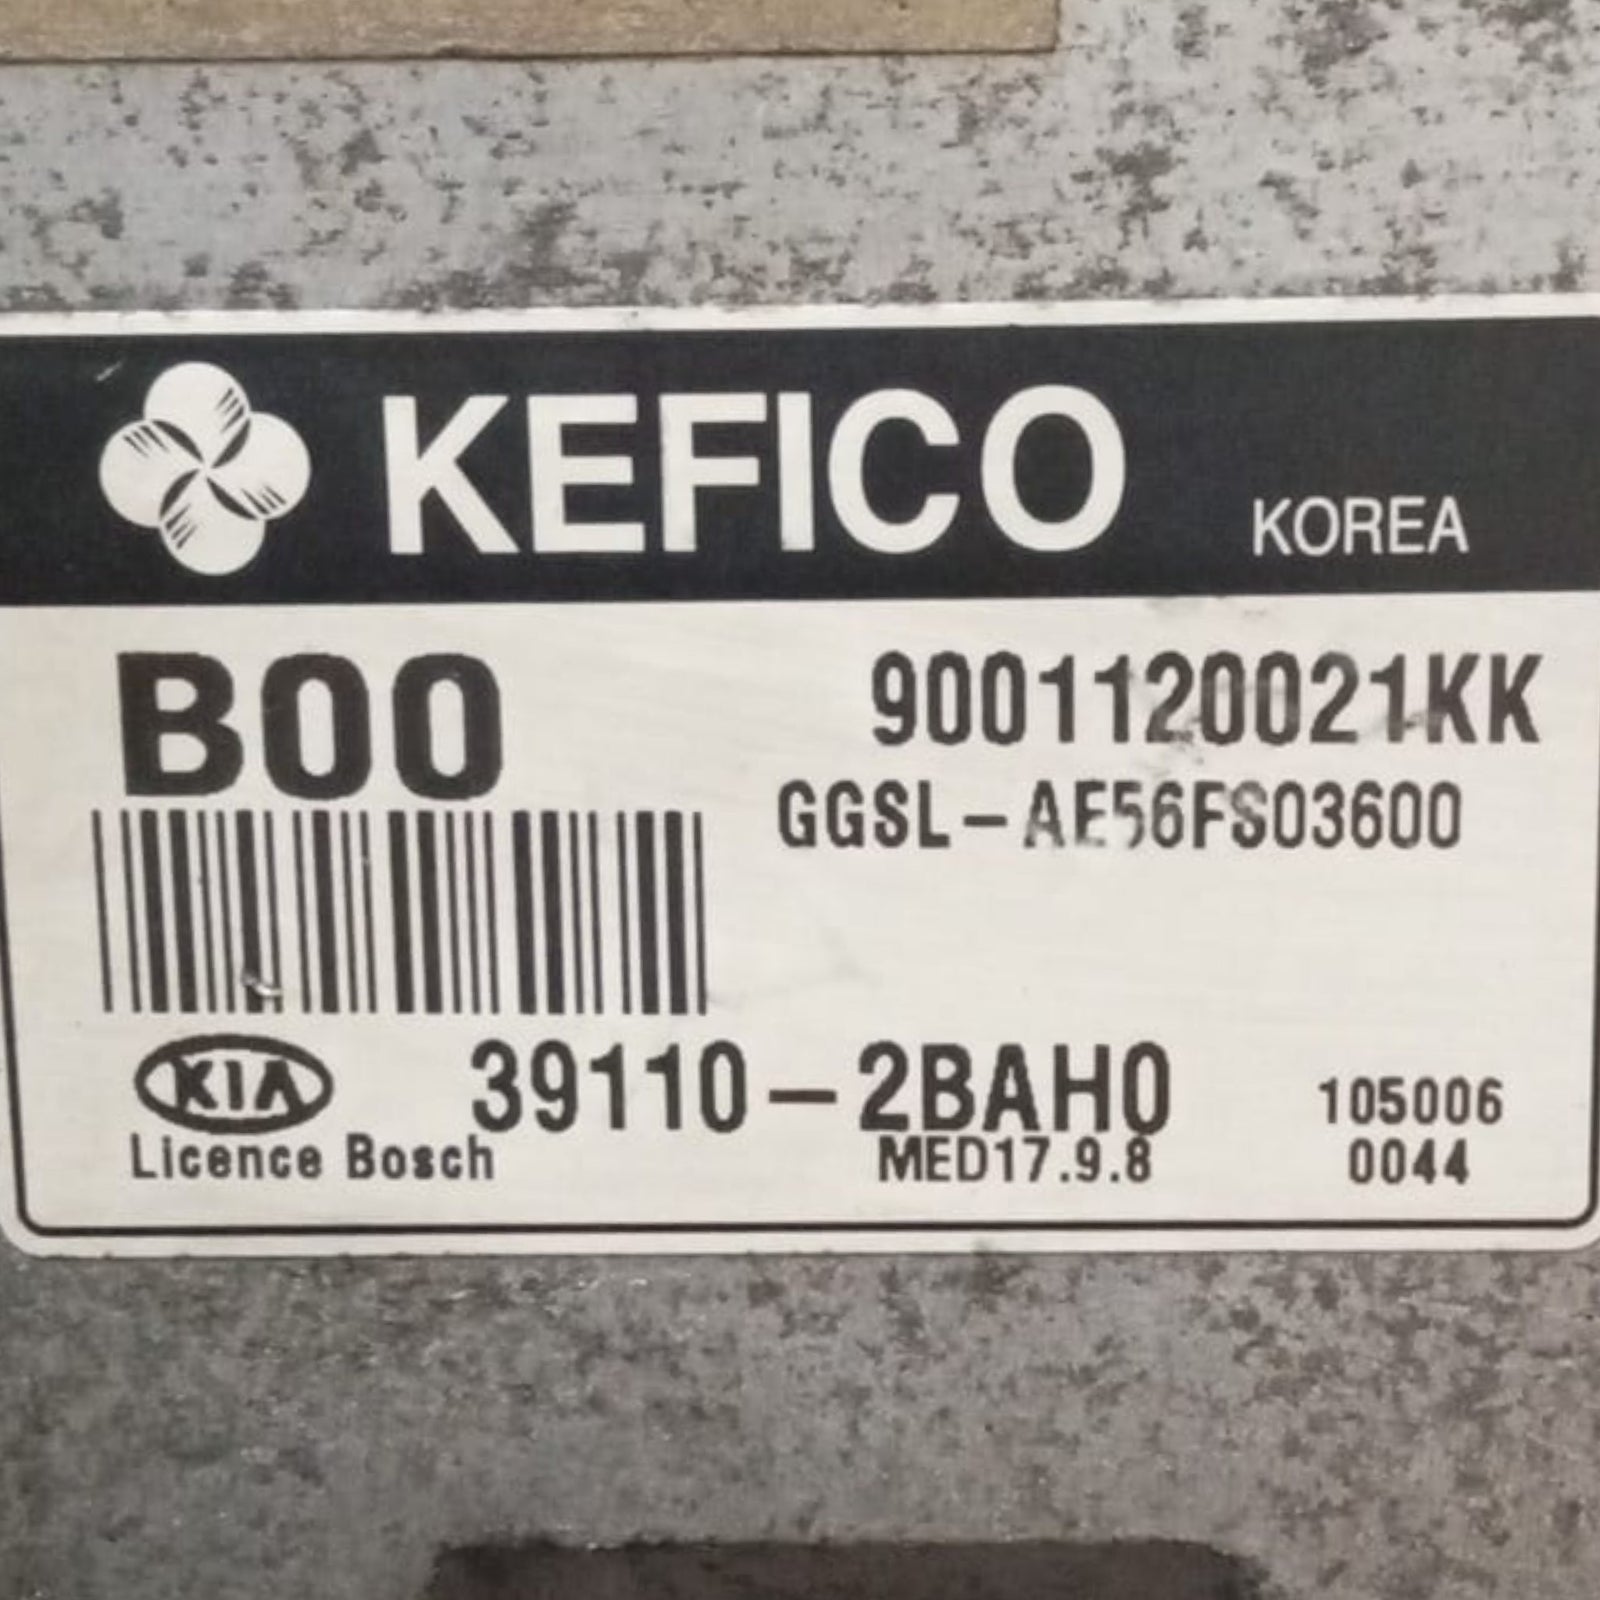 KEFICO KOREA
B00 9001120021KK
GGSL-AE56FS03600
KIA 39110-2BAH0 105006
Licence Bosch MED17.9.8 0044